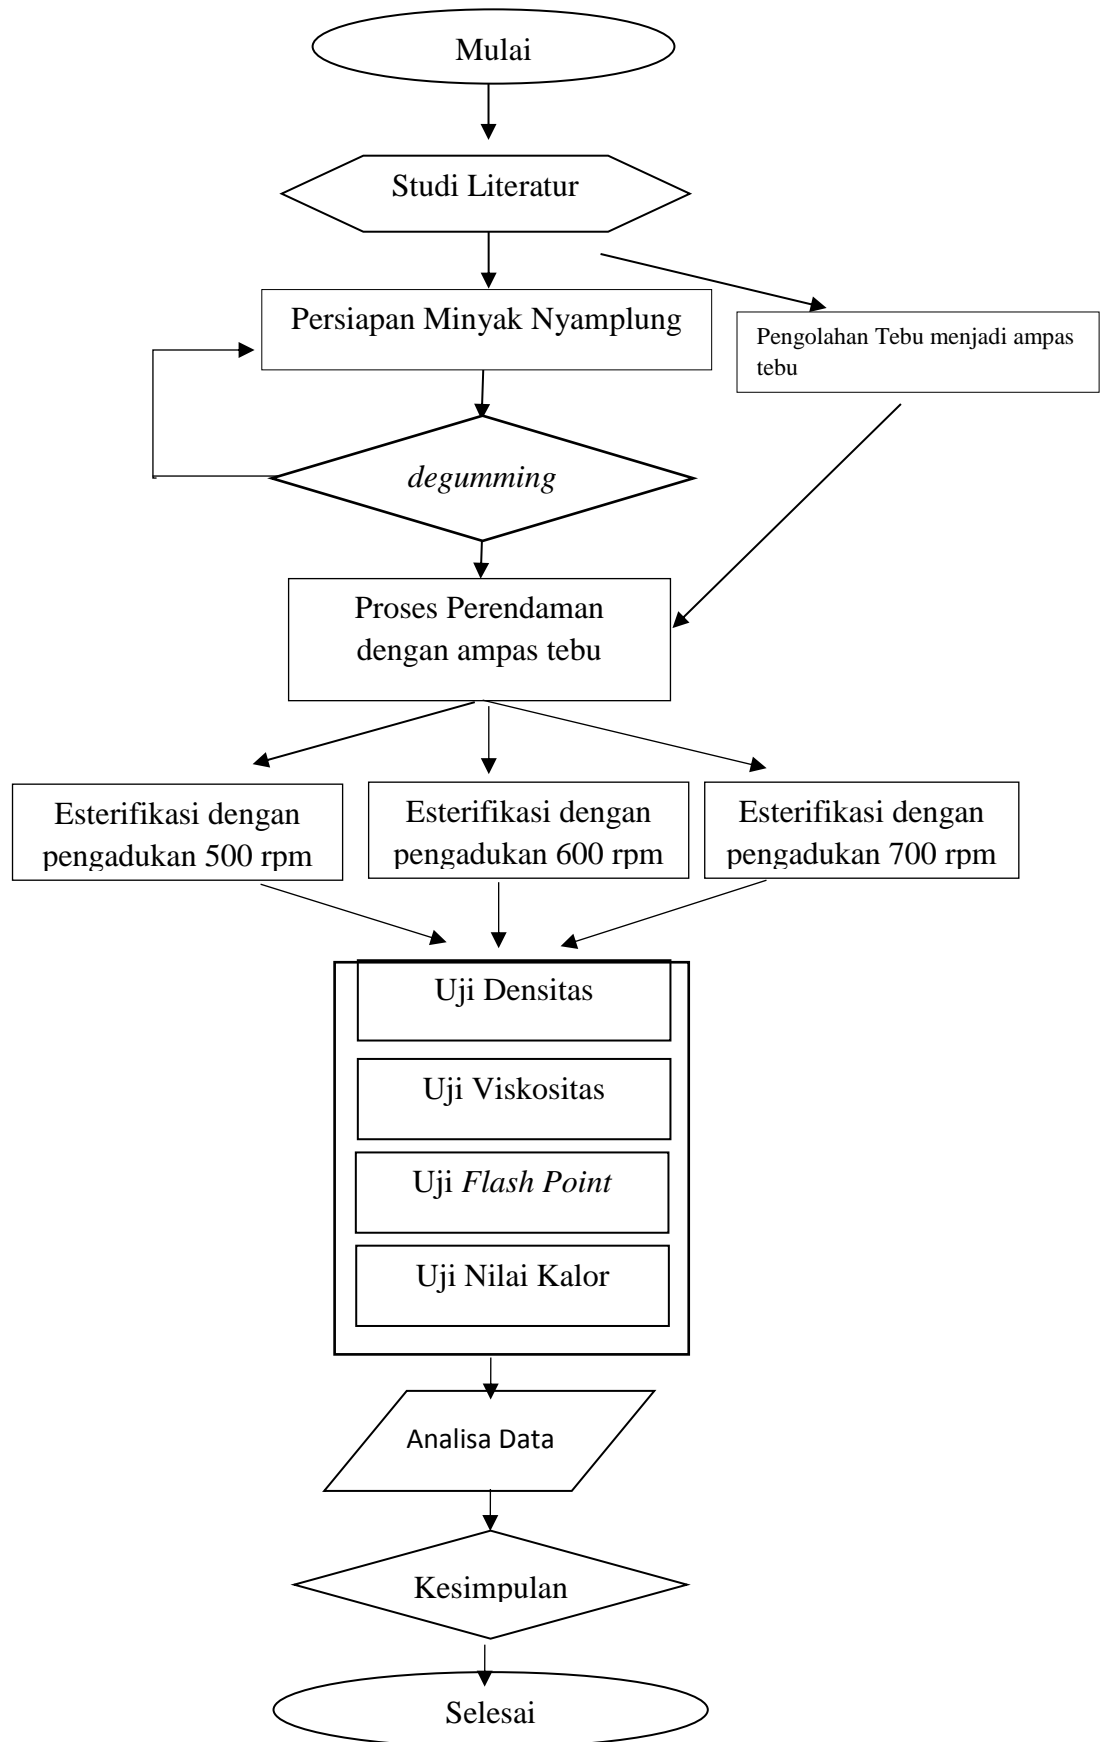 Mulai
Studi Literatur
Persiapan Minyak Nyamplung
Pengolahan Tebu menjadi ampas
tebu
degumming
Proses Perendaman
dengan ampas tebu
Esterifikasi dengan
pengadukan 500 rpm
Esterifikasi dengan
pengadukan 600 rpm
Esterifikasi dengan
pengadukan 700 rpm
Uji Densitas
Uji Viskositas
Uji Flash Point
Uji Nilai Kalor
Analisa Data
Kesimpulan
Selesai